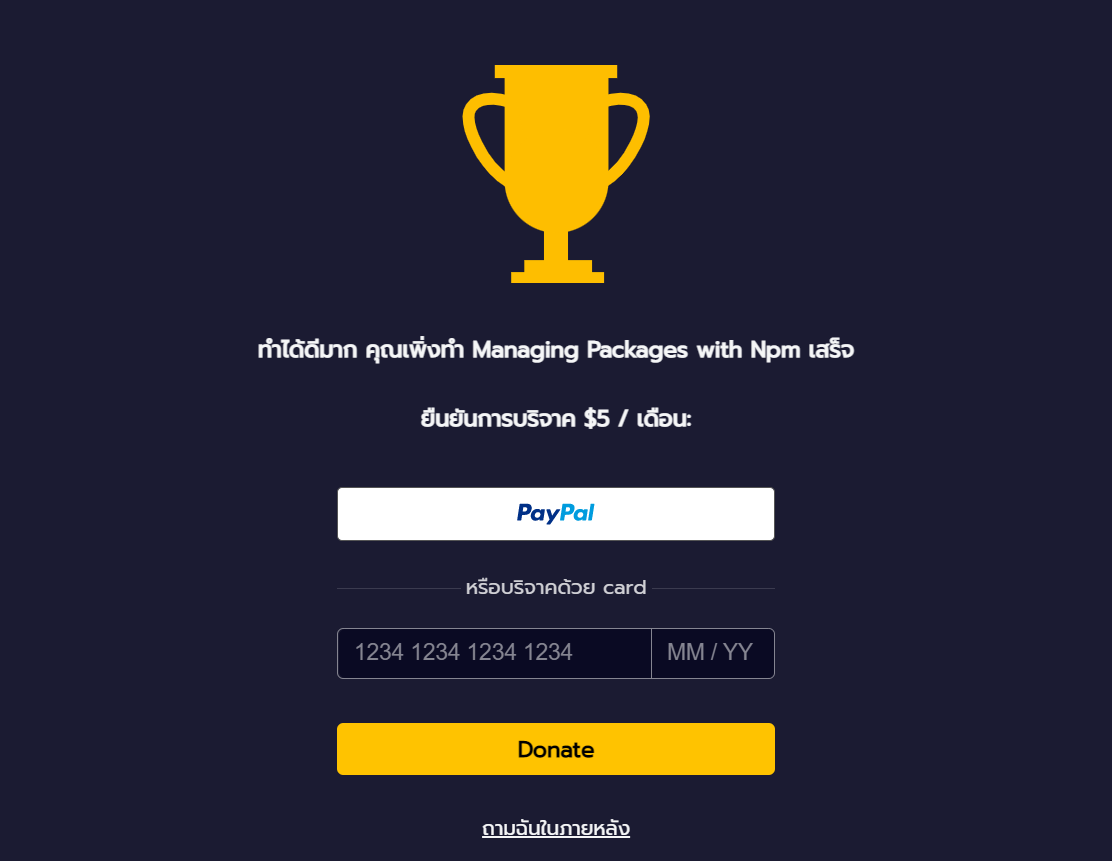 ทำได้ดีมาก คุณเพิ่งทำ Managing Packages with Npm เสร็จ
ยืนยันการบริจาค $5 / เดือน:
PayPal
หรือบริจาคด้วย card
1234 1234 1234 1234 MM / YY
Donate
ถามฉันในภายหลัง